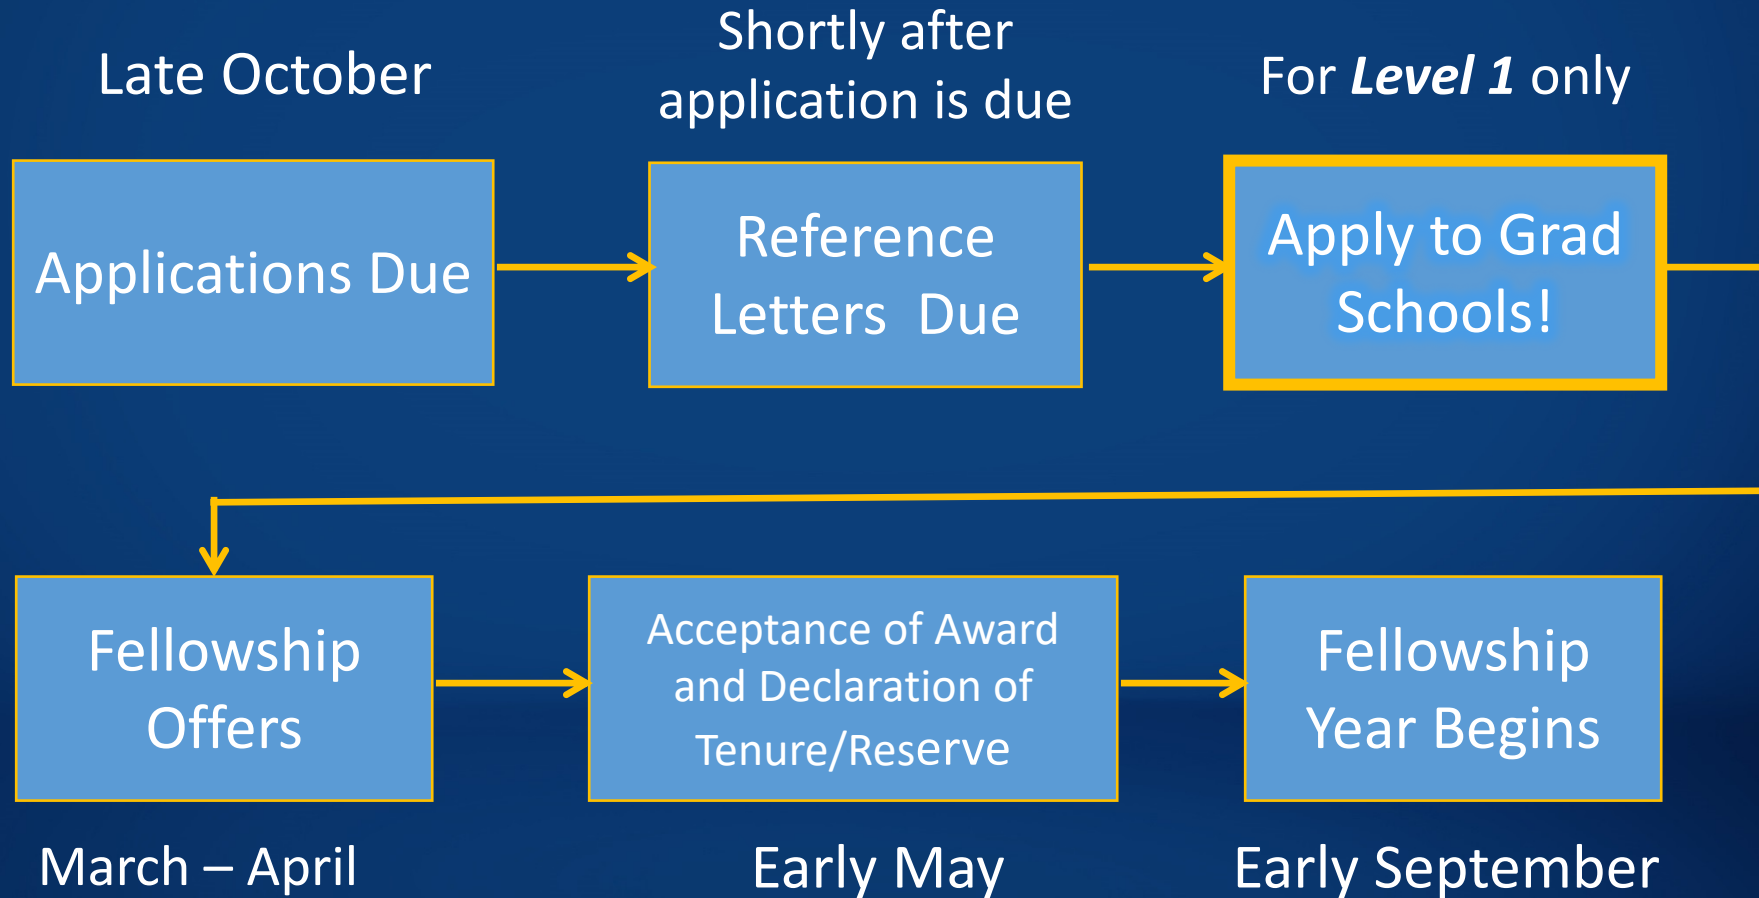 Late October
Shortly after
application is due
For Level 1 only
Applications Due
Reference
Letters Due
Apply to Grad
Schools!
Fellowship
Offers
Acceptance of Award
and Declaration of
Tenure/Reserve
Fellowship
Year Begins
March – April
Early May
Early September